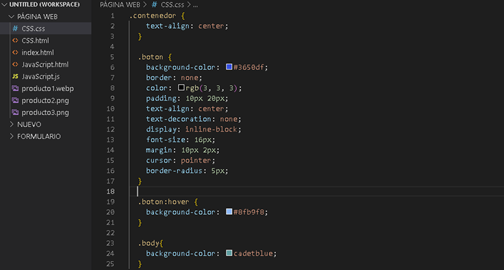 UNTITLED (WORKSPACE)
PÁGINA WEB
# CSS.css
<> CSS.html
<> index.html
<> JavaScript.html
JS JavaScript.js
producto1.webp
producto2.png
producto3.png
NUEVO
FORMULARIO
PÁGINA WEB > # CSS.css > ...
1 .contenedor {
2 text-align: center;
3 }
4
5 .boton {
6 background-color: #3650df;
7 border: none;
8 color: rgb(3, 3, 3);
9 padding: 10px 20px;
10 text-align: center;
11 text-decoration: none;
12 display: inline-block;
13 font-size: 16px;
14 margin: 10px 2px;
15 cursor: pointer;
16 border-radius: 5px;
17 }
18
19 .boton:hover {
20 background-color: #8fb9f8;
21 }
22
23 .body{
24 background-color: cadetblue;
25 }